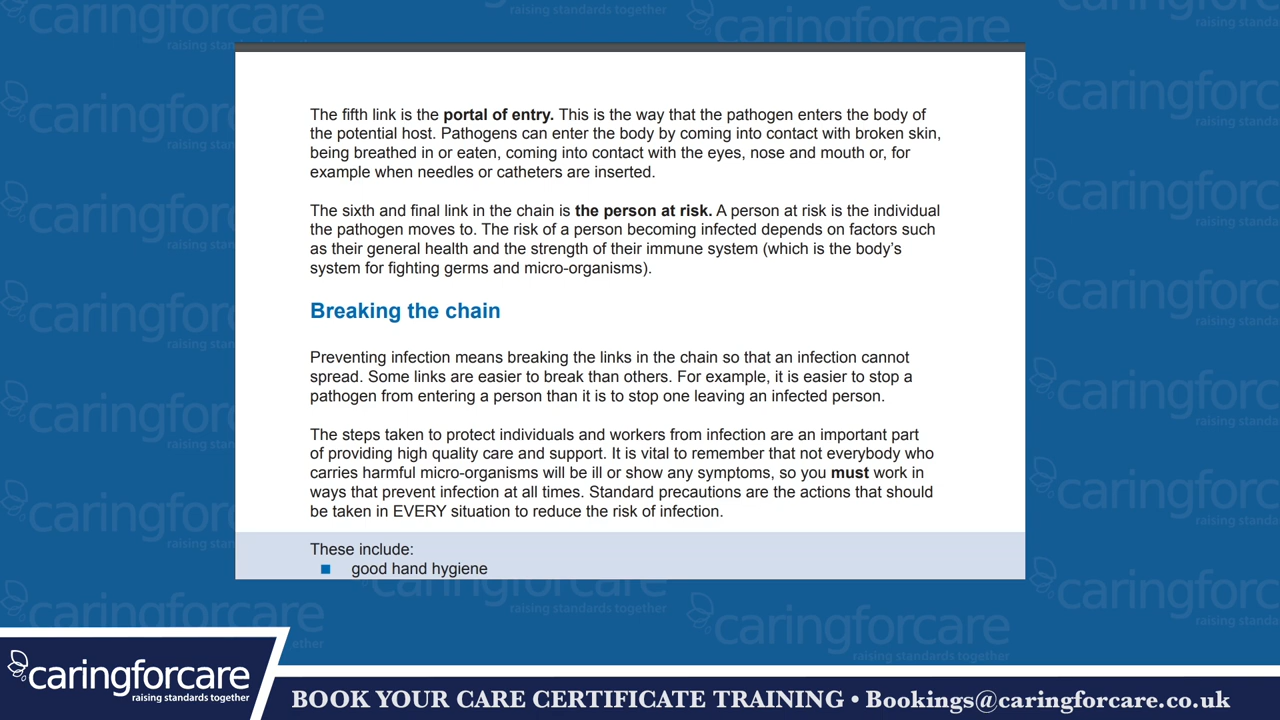 The fifth link is the portal of entry. This is the way that the pathogen enters the body of
the potential host. Pathogens can enter the body by coming into contact with broken skin,
being breathed in or eaten, coming into contact with the eyes, nose and mouth or, for
example when needles or catheters are inserted.
The sixth and final link in the chain is the person at risk. A person at risk is the individual
the pathogen moves to. The risk of a person becoming infected depends on factors such
as their general health and the strength of their immune system (which is the body's
system for fighting germs and micro-organisms).
Breaking the chain
Preventing infection means breaking the links in the chain so that an infection cannot
spread. Some links are easier to break than others. For example, it is easier to stop a
pathogen from entering a person than it is to stop one leaving an infected person.
The steps taken to protect individuals and workers from infection are an important part
of providing high quality care and support. It is vital to remember that not everybody who
carries harmful micro-organisms will be ill or show any symptoms, so you must work in
ways that prevent infection at all times. Standard precautions are the actions that should
be taken in EVERY situation to reduce the risk of infection.
These include:
■ good hand hygiene
caringforcare
raising standards together
BOOK YOUR CARE CERTIFICATE TRAINING • Bookings@caringforcare.co.uk